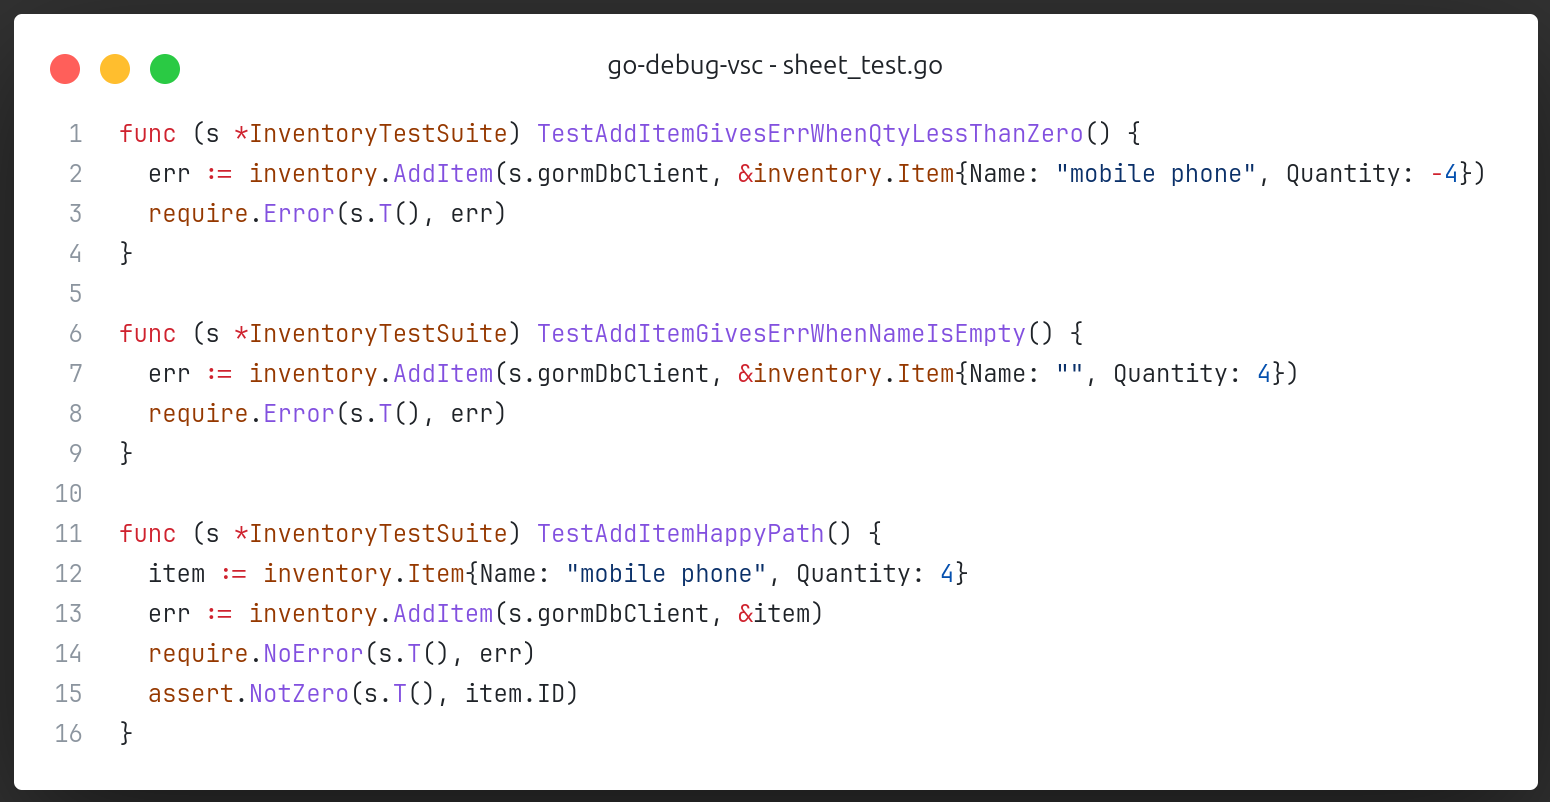 go-debug-vsc - sheet_test.go
1 func (s *InventoryTestSuite) TestAddItemGivesErrWhenQtyLessThanZero() {
2   err := inventory.AddItem(s.gormDbClient, &inventory.Item{Name: "mobile phone", Quantity: -4})
3   require.Error(s.T(), err)
4 }
5
6 func (s *InventoryTestSuite) TestAddItemGivesErrWhenNameIsEmpty() {
7   err := inventory.AddItem(s.gormDbClient, &inventory.Item{Name: "", Quantity: 4})
8   require.Error(s.T(), err)
9 }
10
11 func (s *InventoryTestSuite) TestAddItemHappyPath() {
12   item := inventory.Item{Name: "mobile phone", Quantity: 4}
13   err := inventory.AddItem(s.gormDbClient, &item)
14   require.NoError(s.T(), err)
15   assert.NotZero(s.T(), item.ID)
16 }